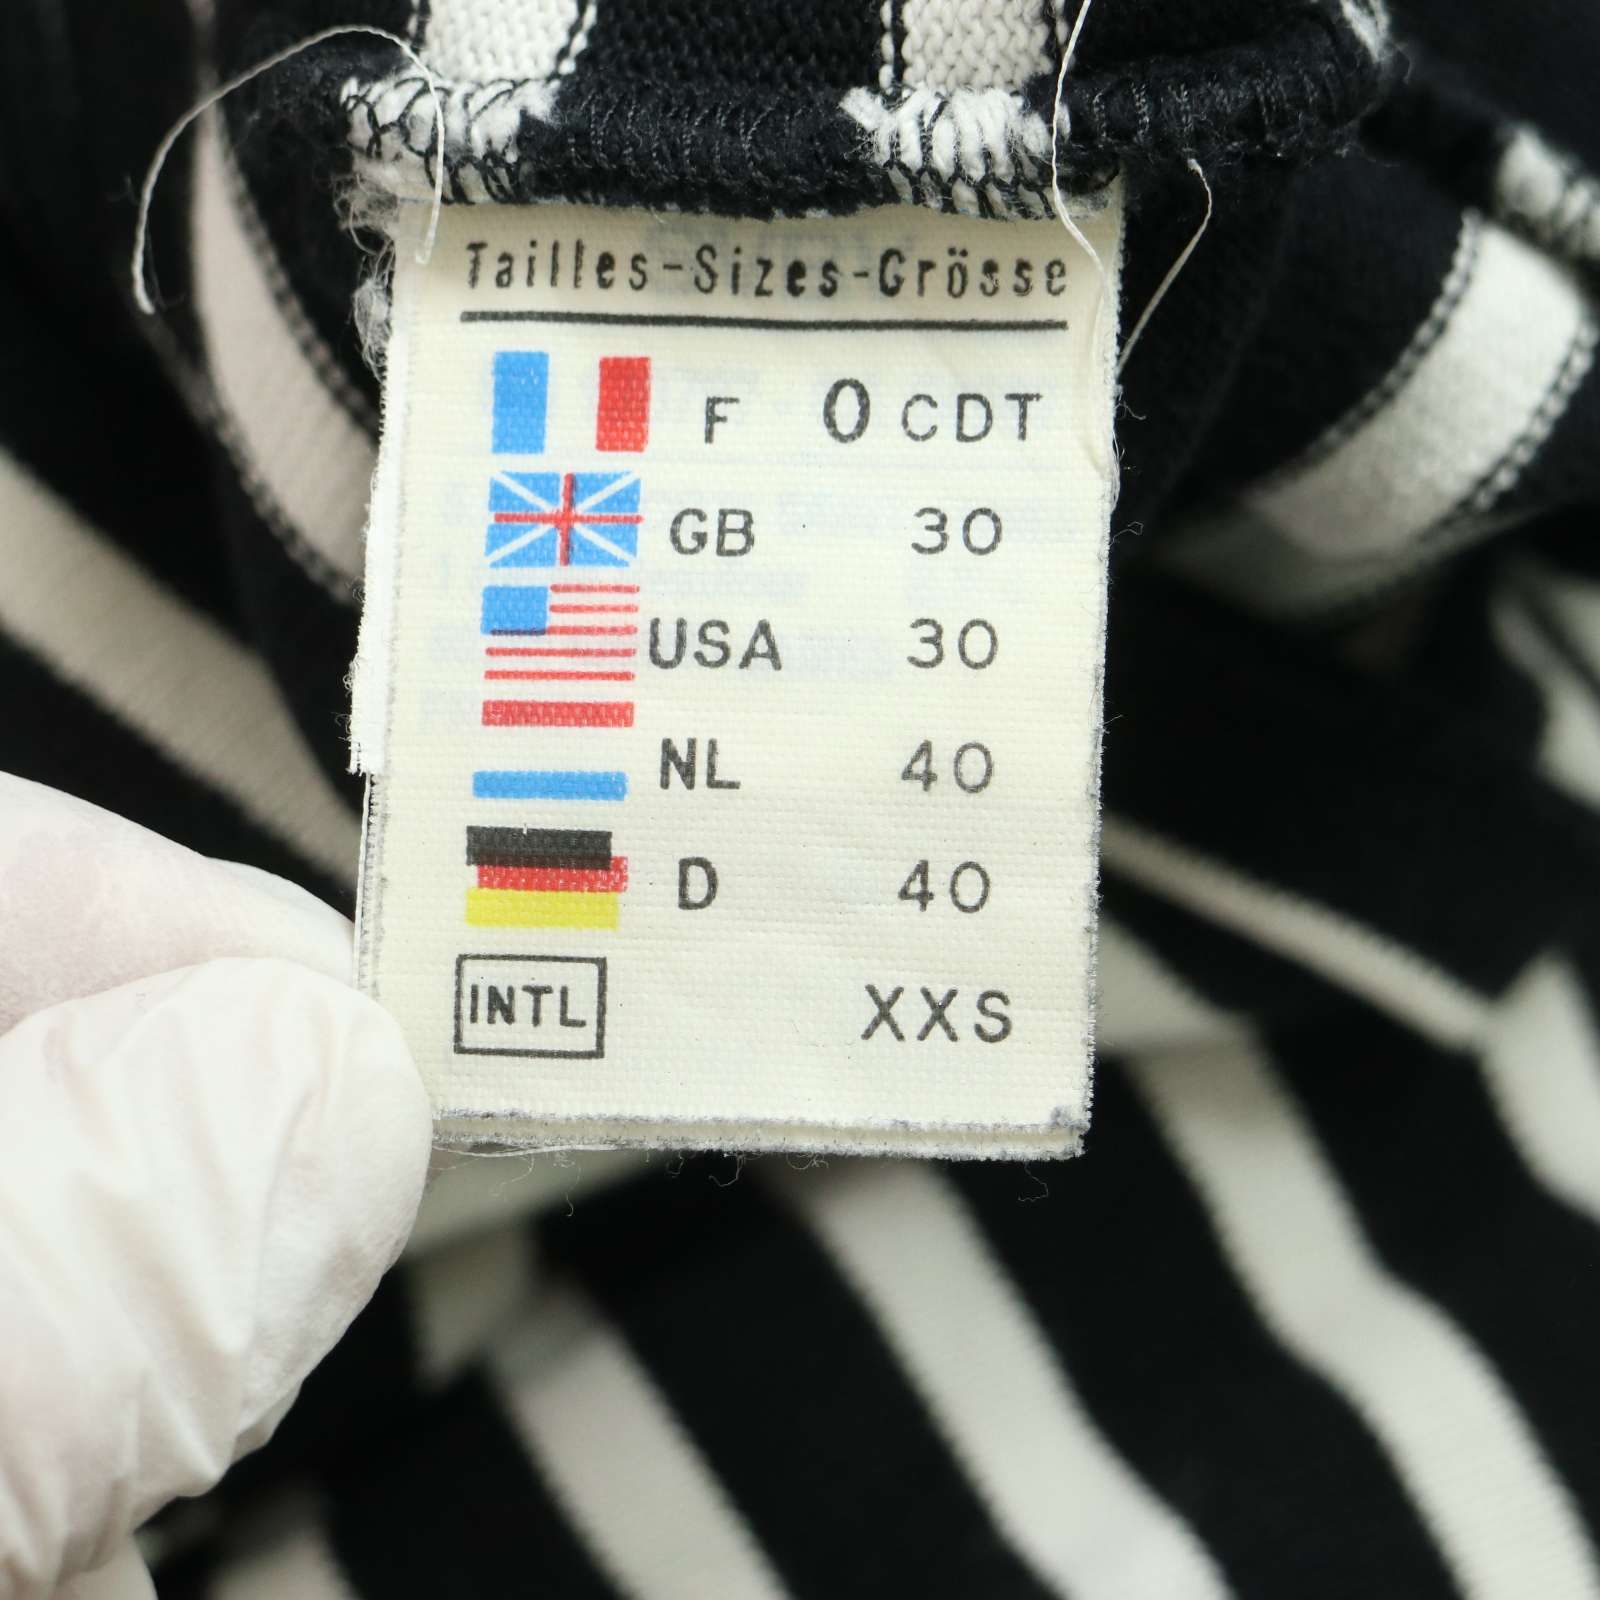 Tailles-Sizes-Grösse
F 0 CDT
GB 30
USA 30
NL 40
D 40
INTL XXS